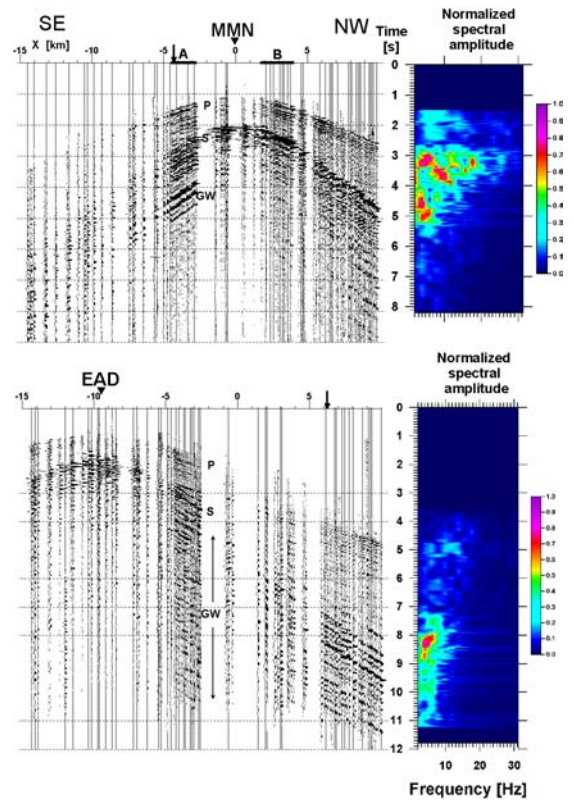 SE
MMN
NW
Time
[s]
Normalized
spectral
amplitude
X [km]
A
B
-15
-10
-5
0
5
P
S
GW
0
1
2
3
4
5
6
7
8
1.0
0.9
0.8
0.7
0.6
0.5
0.4
0.3
0.2
0.1
0.0
10
20
30
EAD
Normalized
spectral
amplitude
-15
-10
-5
0
5
P
S
GW
0
1
2
3
4
5
6
7
8
9
10
11
12
1.0
0.9
0.8
0.7
0.6
0.5
0.4
0.3
0.2
0.1
0.0
0
10
20
30
Frequency [Hz]